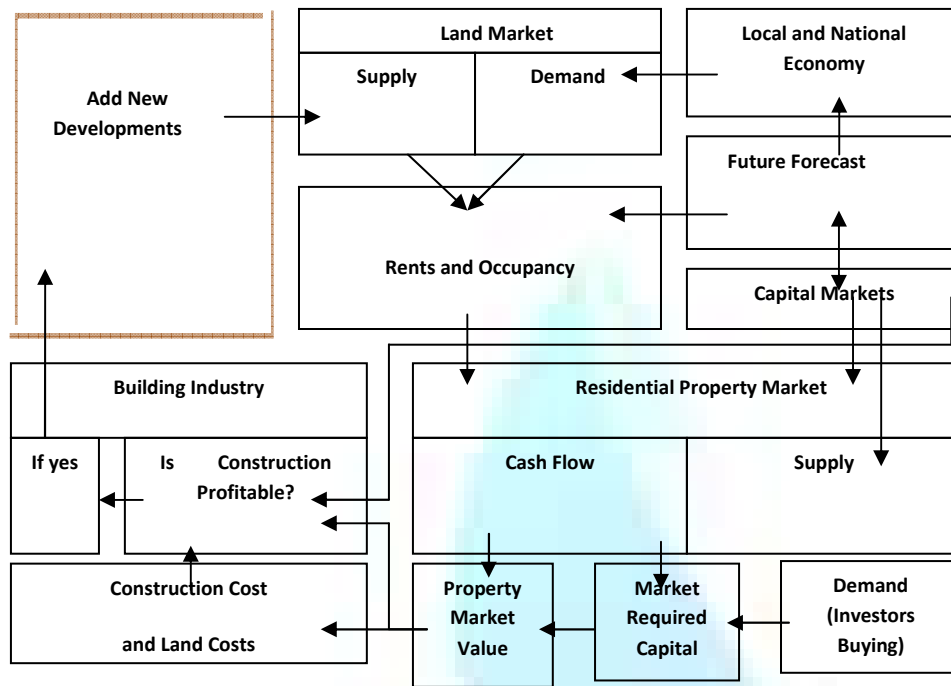 Land Market
Supply
Demand
Local and National
Economy
Add New
Developments
Future Forecast
Rents and Occupancy
Capital Markets
Building Industry
If yes
Is Construction
Profitable?
Residential Property Market
Cash Flow
Supply
Construction Cost
and Land Costs
Property
Market
Value
Market
Required
Capital
Demand
(Investors
Buying)